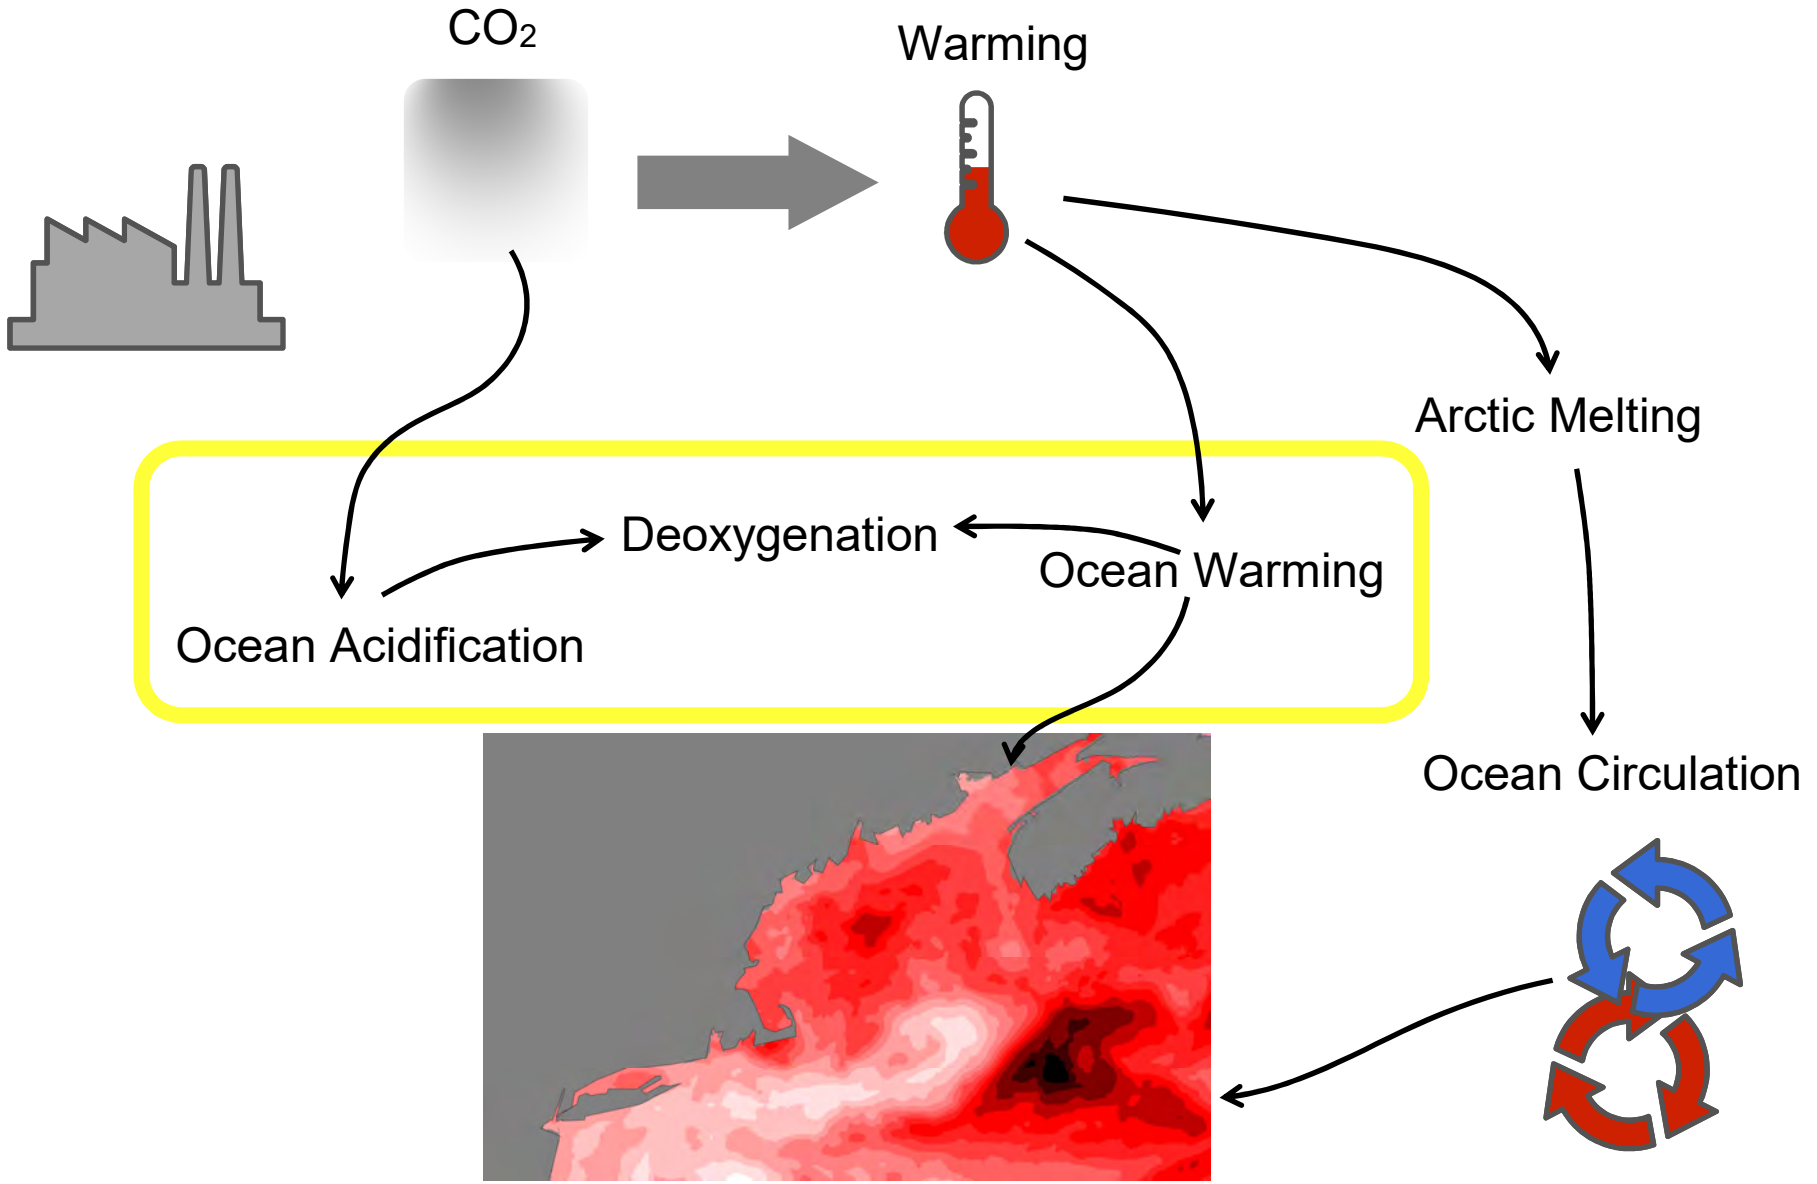 CO₂
Warming
Arctic Melting
Deoxygenation
Ocean Warming
Ocean Acidification
Ocean Circulation